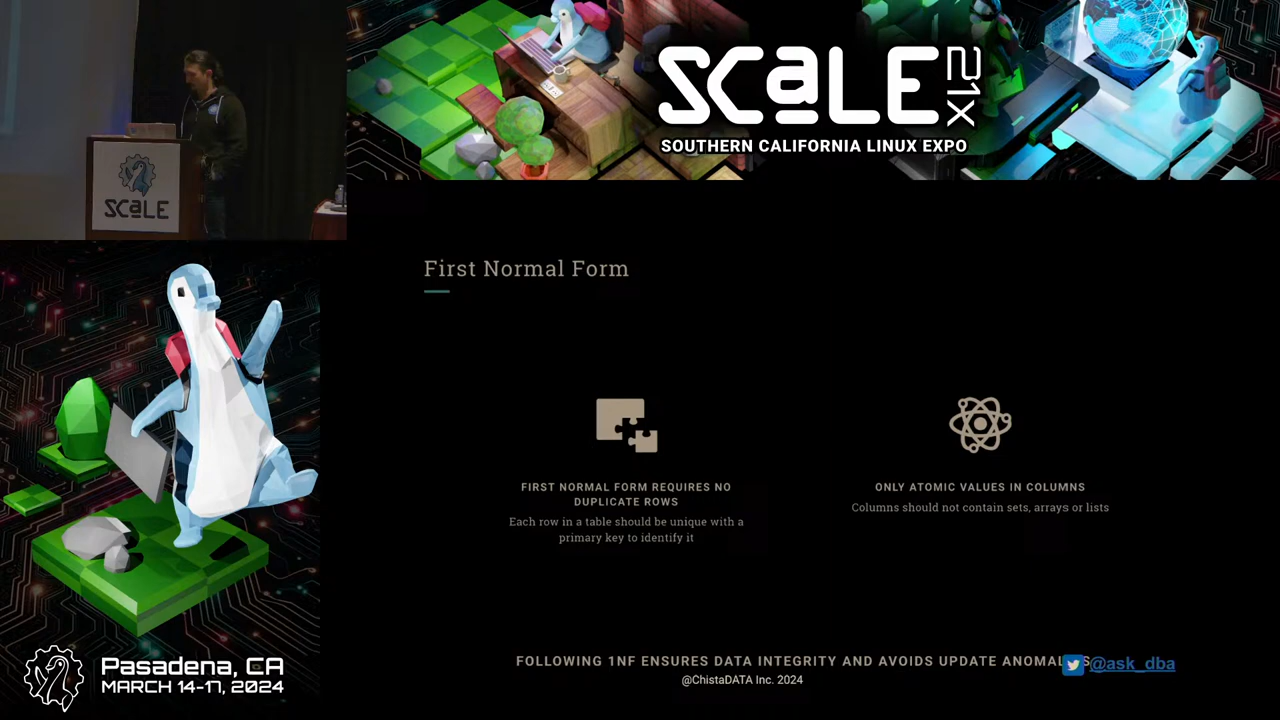 SCaLE
SCaLE 21X
SOUTHERN CALIFORNIA LINUX EXPO
First Normal Form
FIRST NORMAL FORM REQUIRES NO
DUPLICATE ROWS
Each row in a table should be unique with a
primary key to identify it
ONLY ATOMIC VALUES IN COLUMNS
Columns should not contain sets, arrays or lists
FOLLOWING 1NF ENSURES DATA INTEGRITY AND AVOIDS UPDATE ANOMALIES
@ask_dba
@ChistaDATA Inc. 2024
Pasadena, CA
MARCH 14-17, 2024